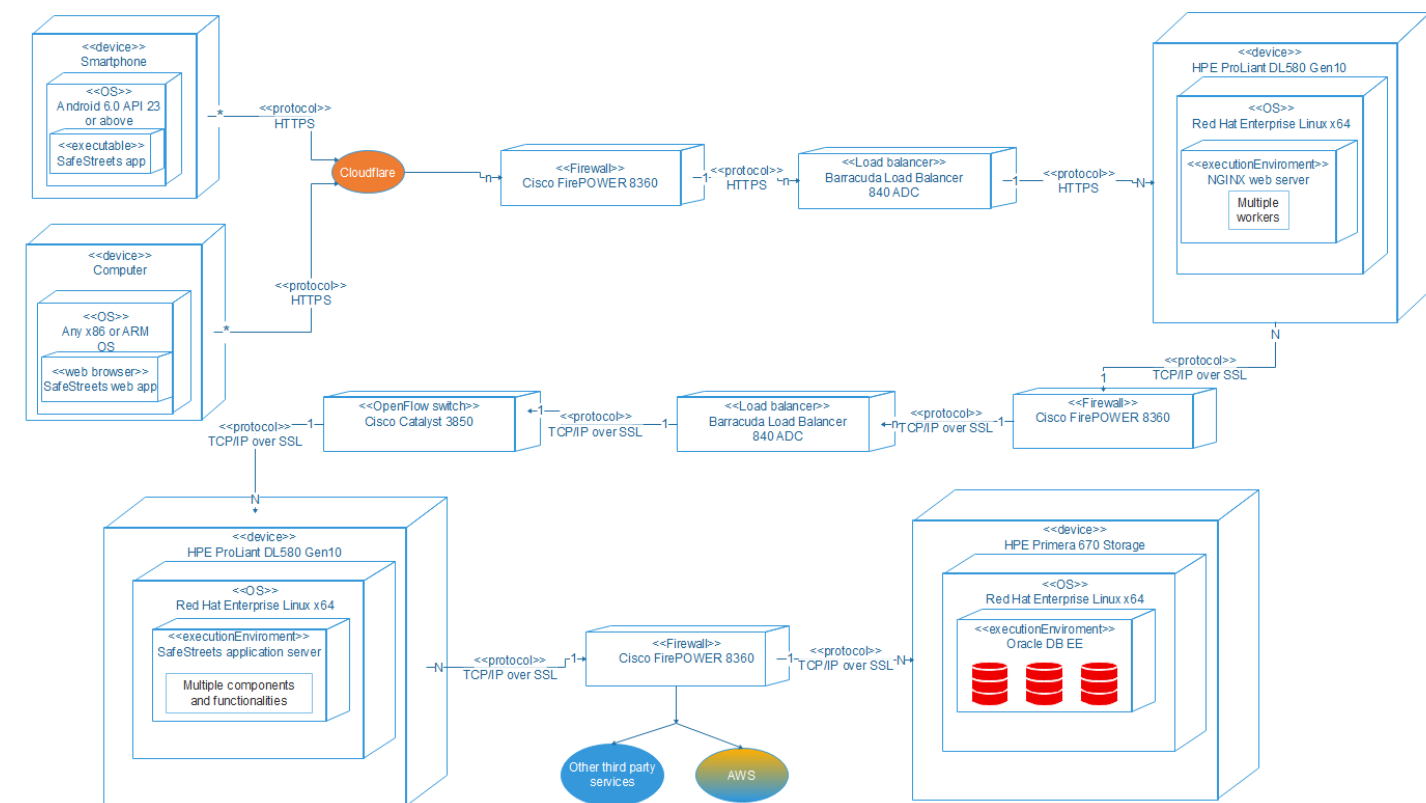 <<device>>
Smartphone
<<OS>>
Android 6.0 API 23
or above
<<executable>>
SafeStreets app
*
<<protocol>>
HTTPS
Cloudflare
n
<<Firewall>>
Cisco FirePOWER 8360
1
<<protocol>>
HTTPS
n
<<Load balancer>>
Barracuda Load Balancer
840 ADC
1
<<protocol>>
HTTPS
N
<<device>>
HPE ProLiant DL580 Gen10
<<OS>>
Red Hat Enterprise Linux x64
<<executionEnviroment>>
NGINX web server
Multiple
workers
<<device>>
Computer
<<OS>>
Any x86 or ARM
OS
<<web browser>>
SafeStreets web app
*
<<protocol>>
HTTPS
N
<<protocol>>
TCP/IP over SSL
1
<<Firewall>>
Cisco FirePOWER 8360
1
<<protocol>>
TCP/IP over SSL
n
<<Load balancer>>
Barracuda Load Balancer
840 ADC
1
<<protocol>>
TCP/IP over SSL
1
<<OpenFlow switch>>
Cisco Catalyst 3850
1
<<protocol>>
TCP/IP over SSL
N
<<device>>
HPE ProLiant DL580 Gen10
<<OS>>
Red Hat Enterprise Linux x64
<<executionEnviroment>>
SafeStreets application server
Multiple components
and functionalities
N
<<protocol>>
TCP/IP over SSL
1
<<Firewall>>
Cisco FirePOWER 8360
1
<<protocol>>
TCP/IP over SSL
N
<<device>>
HPE Primera 670 Storage
<<OS>>
Red Hat Enterprise Linux x64
<<executionEnviroment>>
Oracle DB EE
Other third party
services
AWS